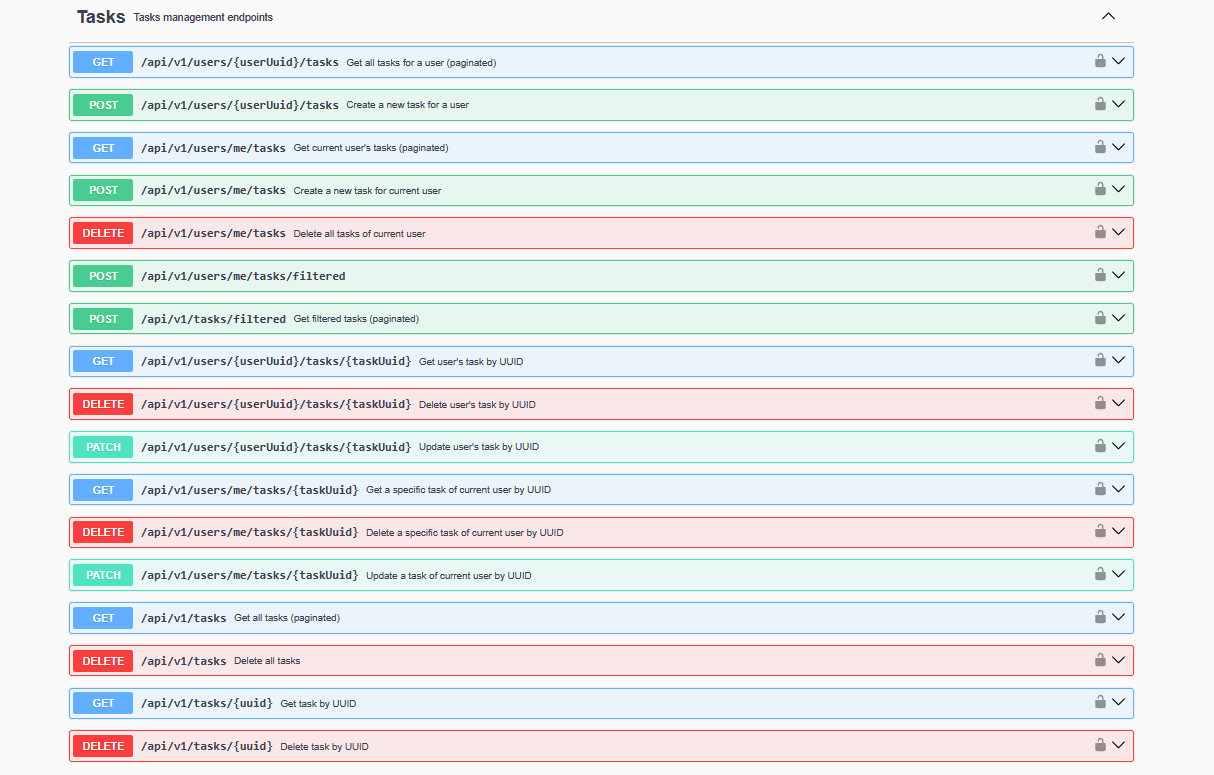 Tasks Tasks management endpoints
GET /api/v1/users/{userUuid}/tasks Get all tasks for a user (paginated)
POST /api/v1/users/{userUuid}/tasks Create a new task for a user
GET /api/v1/users/me/tasks Get current user's tasks (paginated)
POST /api/v1/users/me/tasks Create a new task for current user
DELETE /api/v1/users/me/tasks Delete all tasks of current user
POST /api/v1/users/me/tasks/filtered
POST /api/v1/tasks/filtered Get filtered tasks (paginated)
GET /api/v1/users/{userUuid}/tasks/{taskUuid} Get user's task by UUID
DELETE /api/v1/users/{userUuid}/tasks/{taskUuid} Delete user's task by UUID
PATCH /api/v1/users/{userUuid}/tasks/{taskUuid} Update user's task by UUID
GET /api/v1/users/me/tasks/{taskUuid} Get a specific task of current user by UUID
DELETE /api/v1/users/me/tasks/{taskUuid} Delete a specific task of current user by UUID
PATCH /api/v1/users/me/tasks/{taskUuid} Update a task of current user by UUID
GET /api/v1/tasks Get all tasks (paginated)
DELETE /api/v1/tasks Delete all tasks
GET /api/v1/tasks/{uuid} Get task by UUID
DELETE /api/v1/tasks/{uuid} Delete task by UUID